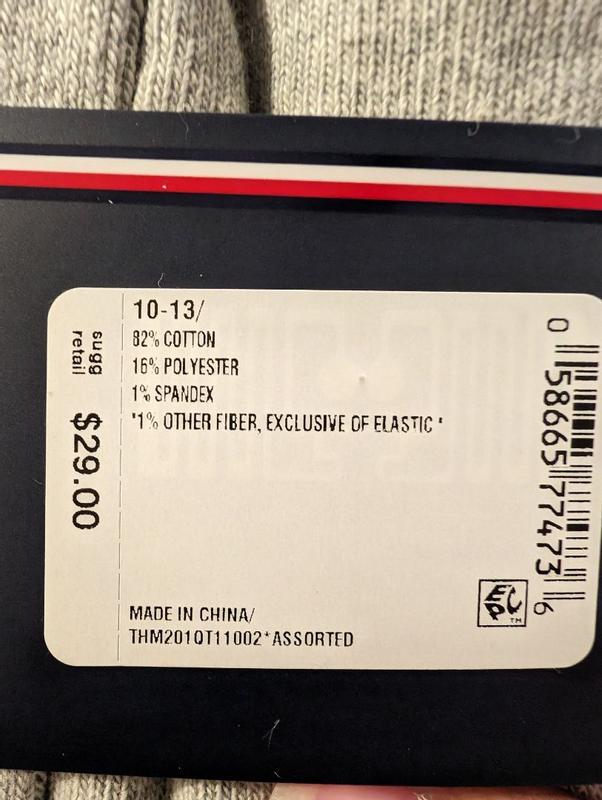 10-13/
82% COTTON
16% POLYESTER
1% SPANDEX
"1% OTHER FIBER, EXCLUSIVE OF ELASTIC "
MADE IN CHINA/
THM201QT11002*ASSORTED
sugg
retail
$29.00
0 58665 77473 6
TM